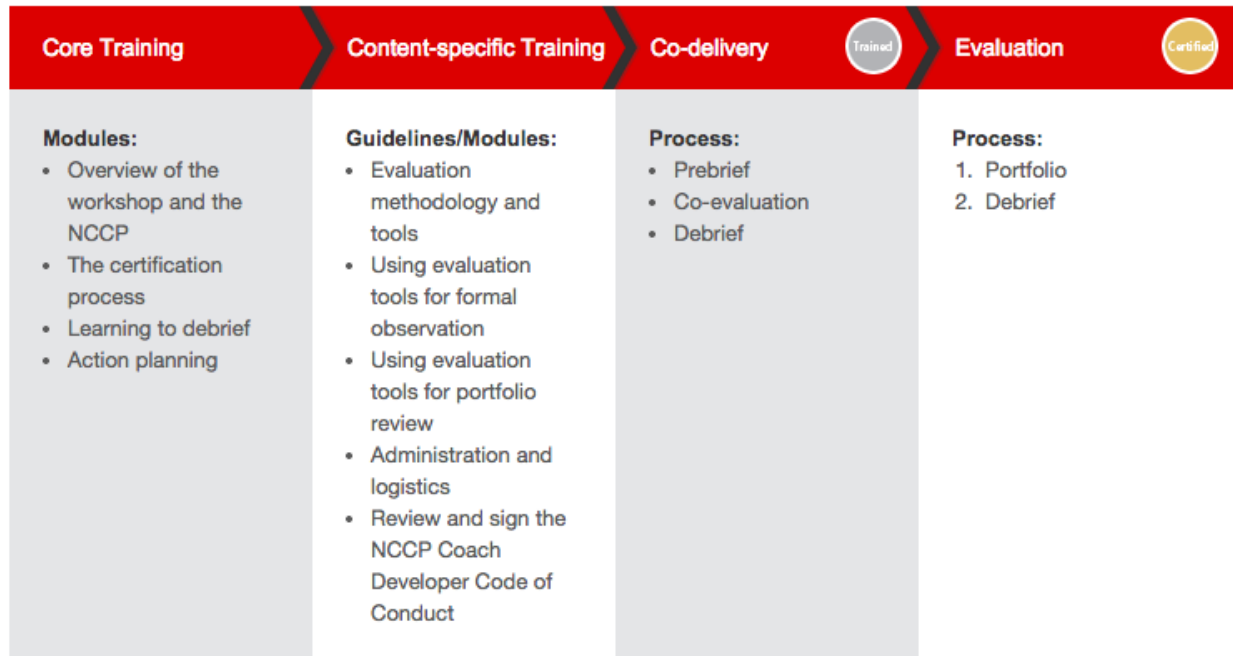 Core Training
Content-specific Training
Co-delivery
Trained
Evaluation
Certified
Modules:
• Overview of the
workshop and the
NCCP
• The certification
process
• Learning to debrief
• Action planning
Guidelines/Modules:
• Evaluation
methodology and
tools
• Using evaluation
tools for formal
observation
• Using evaluation
tools for portfolio
review
• Administration and
logistics
• Review and sign the
NCCP Coach
Developer Code of
Conduct
Process:
• Prebrief
• Co-evaluation
• Debrief
Process:
1. Portfolio
2. Debrief